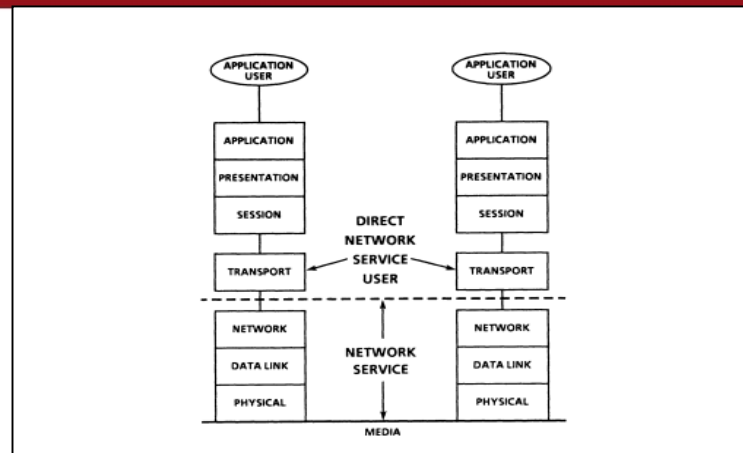 APPLICATION
USER
APPLICATION
USER
APPLICATION
APPLICATION
PRESENTATION
PRESENTATION
SESSION
SESSION
DIRECT
NETWORK
SERVICE
USER
TRANSPORT
TRANSPORT
NETWORK
NETWORK
NETWORK
SERVICE
DATA LINK
DATA LINK
PHYSICAL
PHYSICAL
MEDIA